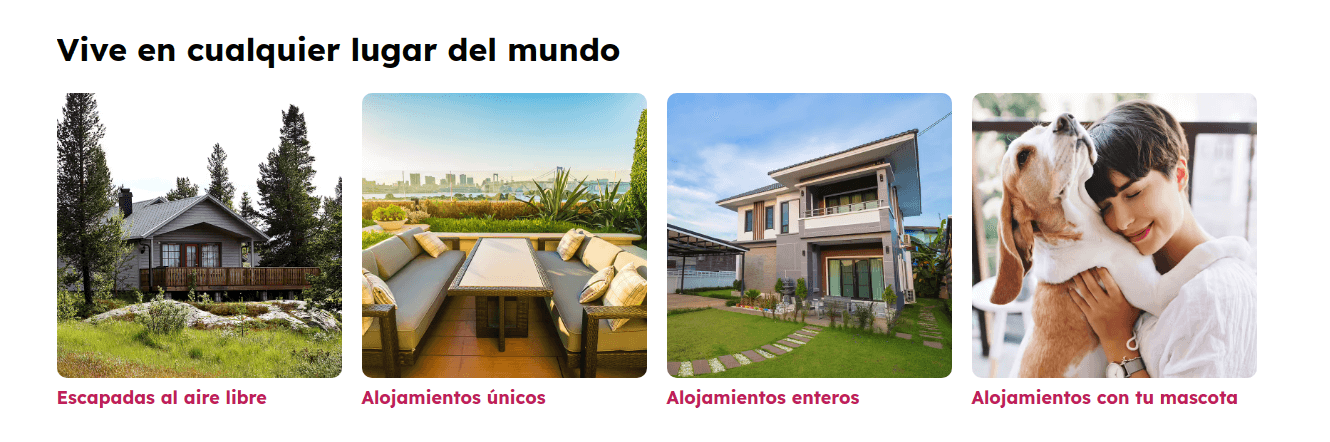 Vive en cualquier lugar del mundo
Escapadas al aire libre
Alojamientos únicos
Alojamientos enteros
Alojamientos con tu mascota